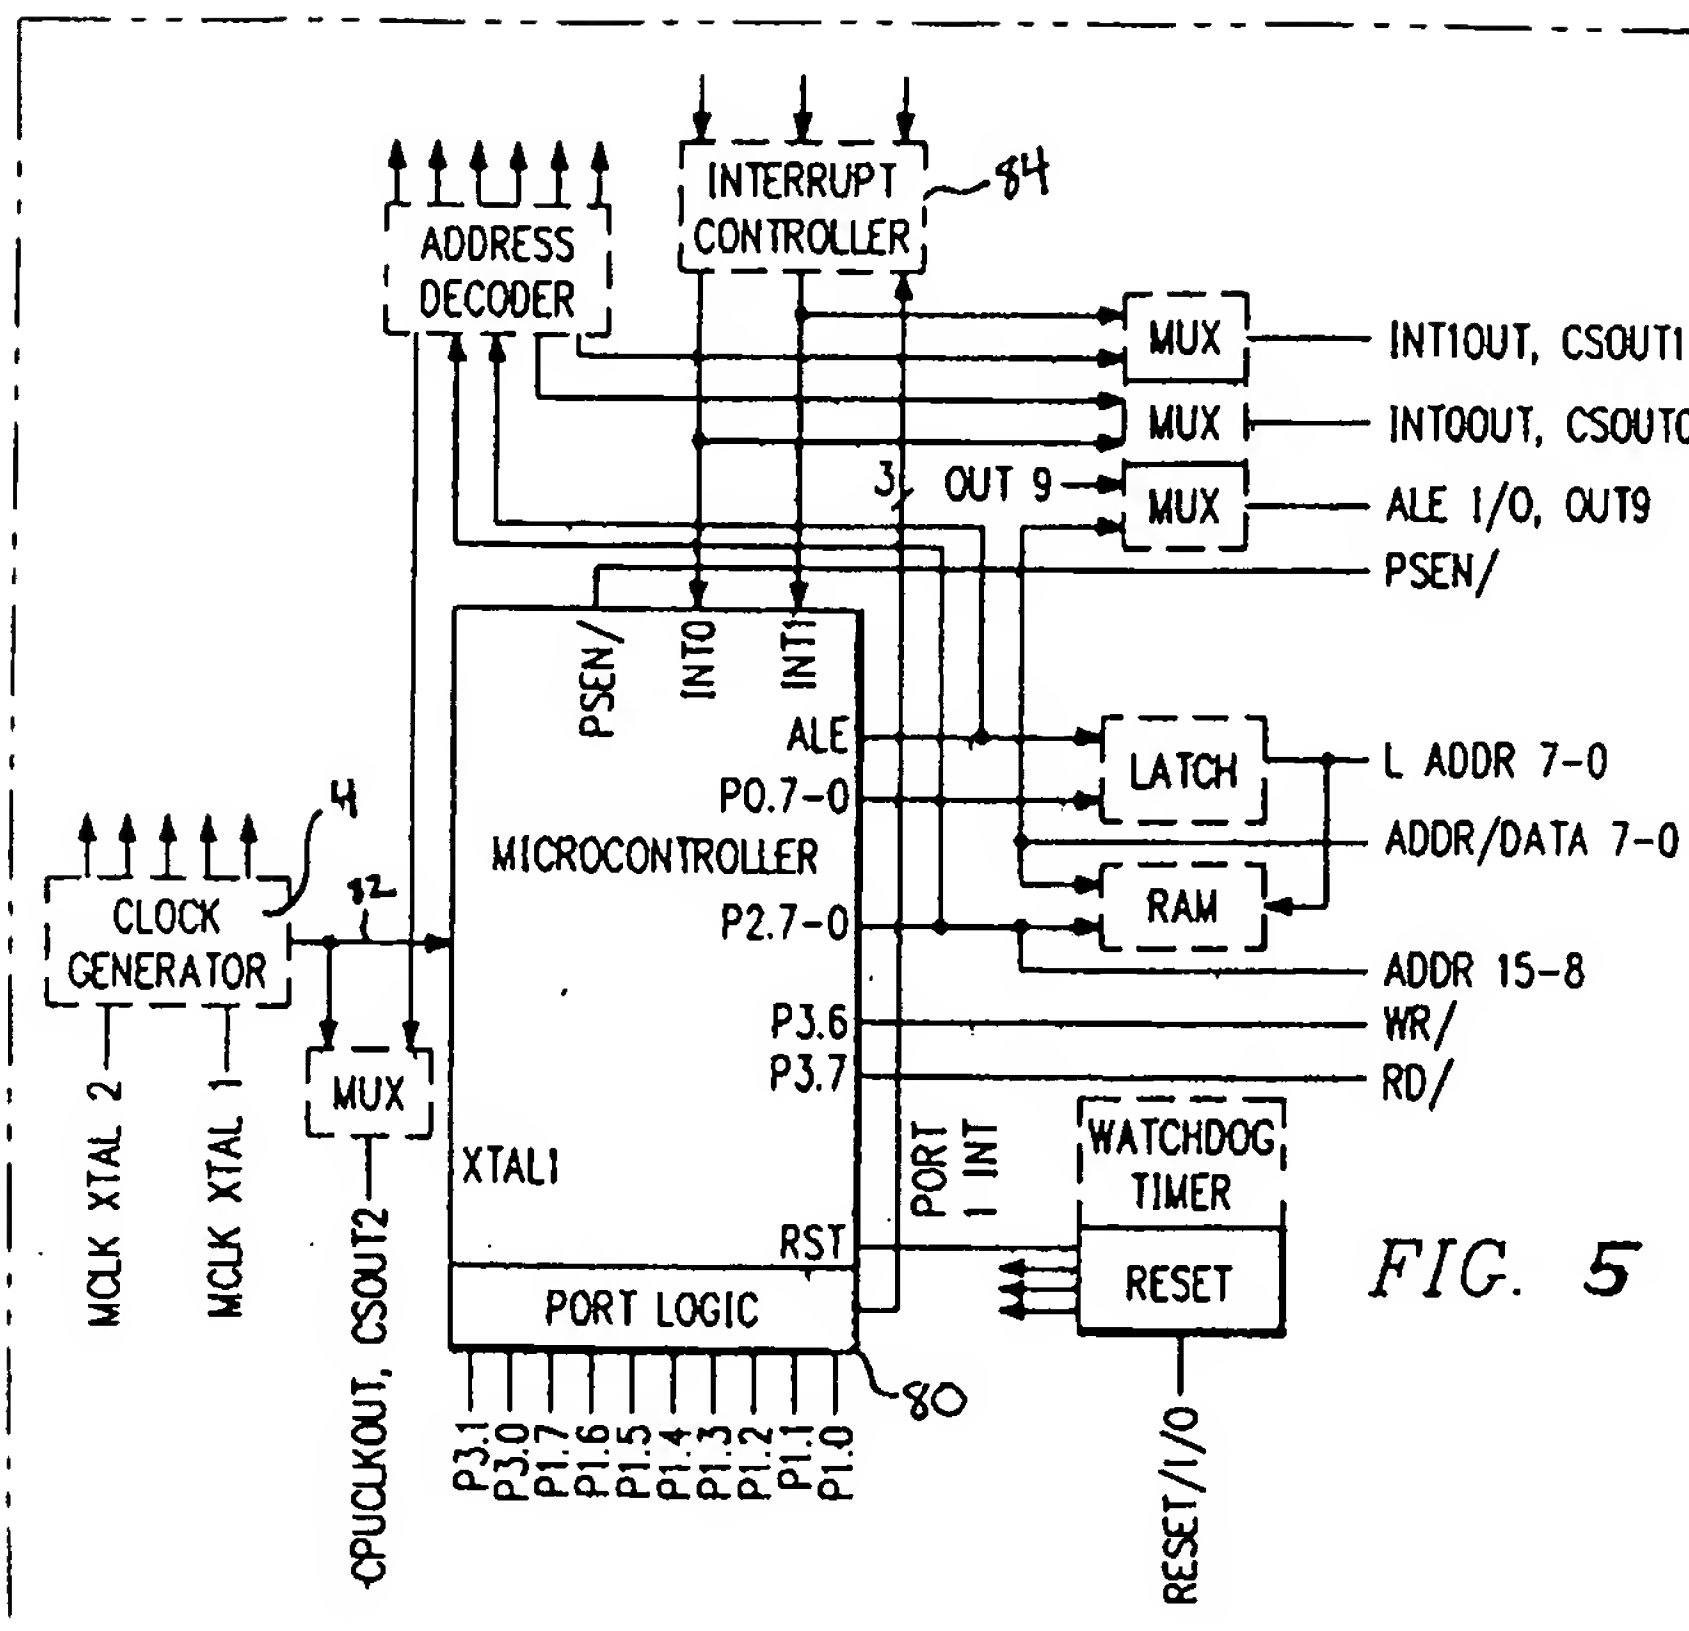 INTERRUPT
CONTROLLER
84
ADDRESS
DECODER
MUX
INT1OUT, CSOUT1
MUX
INT0OUT, CSOUT0
3
OUT 9
MUX
ALE I/O, OUT9
PSEN/
PSEN/
INT0
INT1
ALE
LATCH
L ADDR 7-0
P0.7-0
4
MICROCONTROLLER
ADDR/DATA 7-0
CLOCK
GENERATOR
82
P2.7-0
RAM
ADDR 15-8
P3.6
WR/
P3.7
RD/
MUX
MCLK XTAL 2
MCLK XTAL 1
CPUCLKOUT, CSOUT2
XTAL1
PORT
1 INT
WATCHDOG
TIMER
RST
RESET
FIG. 5
PORT LOGIC
80
P3.1
P3.0
P1.7
P1.6
P1.5
P1.4
P1.3
P1.2
P1.1
P1.0
RESET/I/O